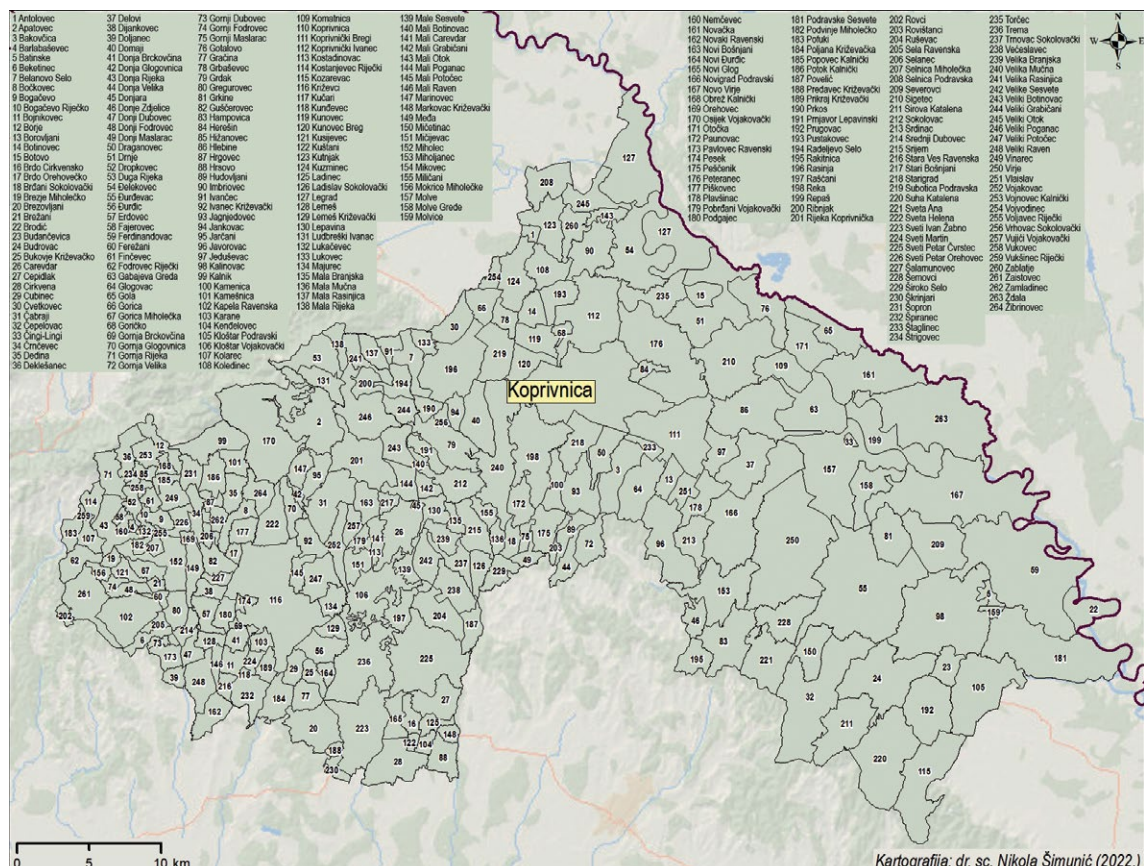 1 Antolovec
2 Apatovec
3 Bakovčica
4 Barlabaševec
5 Batinske
6 Beketinec
7 Belanovo Selo
8 Bočkovec
9 Bogačevo
10 Bogačevo Riječko
11 Bojnikovec
12 Borje
13 Borovljani
14 Botinovec
15 Botovo
16 Brdo Cirkvensko
17 Brdo Orehovečko
18 Brđani Sokolovački
19 Brezje Miholečko
20 Brezovljani
21 Brežani
22 Brodić
23 Budančevica
24 Budrovac
25 Bukovje Križevačko
26 Carevdar
27 Cepidlak
28 Cirkvena
29 Cubinec
30 Cvetkovec
31 Čabraji
32 Čepelovac
33 Čingi-Lingi
34 Črnčevec
35 Dedina
36 Deklešanec
37 Delovi
38 Dijankovec
39 Doljanec
40 Domaji
41 Donja Brckovčina
42 Donja Glogovnica
43 Donja Rijeka
44 Donja Velika
45 Donjara
46 Donje Zdjelice
47 Donji Dubovec
48 Donji Fodrovec
49 Donji Maslarac
50 Draganovec
51 Drnje
52 Dropkovec
53 Duga Rijeka
54 Đelekovec
55 Đurđevac
56 Đurđic
57 Erdovec
58 Fajerovec
59 Ferdinandovac
60 Ferežani
61 Finčevec
62 Fodrovec Riječki
63 Gabajeva Greda
64 Glogovac
65 Gola
66 Gorica
67 Gorica Miholečka
68 Goričko
69 Gornja Brckovčina
70 Gornja Glogovnica
71 Gornja Rijeka
72 Gornja Velika
73 Gornji Dubovec
74 Gornji Fodrovec
75 Gornji Maslarac
76 Gotalovo
77 Gračina
78 Grbaševec
79 Grdak
80 Gregurovec
81 Grkine
82 Guščerovec
83 Hampovica
84 Herešin
85 Hižanovec
86 Hlebine
87 Hrgovec
88 Hrsovo
89 Hudovljani
90 Imbriovec
91 Ivančec
92 Ivanec Križevački
93 Jagnjedovec
94 Jankovac
95 Jarčani
96 Javorovac
97 Jeduševac
98 Kalinovac
99 Kalnik
100 Kamenica
101 Kamešnica
102 Kapela Ravenska
103 Karane
104 Kenđelovec
105 Kloštar Podravski
106 Kloštar Vojakovački
107 Kolarec
108 Koledinec
109 Komatnica
110 Koprivnica
111 Koprivnički Bregi
112 Koprivnički Ivanec
113 Kostadinovac
114 Kostanjevec Riječki
115 Kozarevac
116 Križevci
117 Kučari
118 Kunđevec
119 Kunovec
120 Kunovec Breg
121 Kusijevec
122 Kuštani
123 Kutnjak
124 Kuzminec
125 Ladinec
126 Ladislav Sokolovački
127 Legrad
128 Lemeš
129 Lemeš Križevački
130 Lepavina
131 Ludbreški Ivanac
132 Lukačevec
133 Lukovec
134 Majurec
135 Mala Branjska
136 Mala Mučna
137 Mala Rasinjica
138 Mala Rijeka
139 Male Sesvete
140 Mali Botinovac
141 Mali Carevdar
142 Mali Grabičani
143 Mali Otok
144 Mali Poganac
145 Mali Potočec
146 Mali Raven
147 Marinovec
148 Markovac Križevački
149 Međa
150 Mičetinac
151 Mičijevac
152 Miholec
153 Miholjanec
154 Mikovec
155 Miličani
156 Mokrice Miholečke
157 Molve
158 Molve Grede
159 Molvice
160 Nemčevec
161 Novačka
162 Novaki Ravenski
163 Novi Bošnjani
164 Novi Đurđic
165 Novi Glog
166 Novigrad Podravski
167 Novo Virje
168 Obrež Kalnički
169 Orehovec
170 Osijek Vojakovački
171 Otočka
172 Paunovac
173 Pavlovec Ravenski
174 Pesek
175 Peščenik
176 Peteranec
177 Piškovec
178 Plavšinac
179 Pobrđani Vojakovački
180 Podgajec
181 Podravske Sesvete
182 Podvinje Miholečko
183 Pofuki
184 Poljana Križevačka
185 Popovec Kalnički
186 Potok Kalnički
187 Povelić
188 Predavec Križevački
189 Prikraj Križevački
190 Prkos
191 Prnjavor Lepavinski
192 Prugovac
193 Pustakovec
194 Radeljevo Selo
195 Rakitnica
196 Rasinja
197 Raščani
198 Reka
199 Repaš
200 Ribnjak
201 Rijeka Koprivnička
202 Rovci
203 Rovištanci
204 Ruševac
205 Sela Ravenska
206 Selanec
207 Selnica Miholečka
208 Selnica Podravska
209 Severovci
210 Sigetec
211 Sirova Katalena
212 Sokolovac
213 Srdinac
214 Srednji Dubovec
215 Srijem
216 Stara Ves Ravenska
217 Stari Bošnjani
218 Starigrad
219 Subotica Podravska
220 Suha Katalena
221 Sveta Ana
222 Sveta Helena
223 Sveti Ivan Žabno
224 Sveti Martin
225 Sveti Petar Čvrstec
226 Sveti Petar Orehovec
227 Šalamunovec
228 Šemovci
229 Široko Selo
230 Škrinjari
231 Šopron
232 Špiranec
233 Štaglinec
234 Štrigovec
235 Torčec
236 Trema
237 Trnovac Sokolovački
238 Većeslavec
239 Velika Branjska
240 Velika Mučna
241 Velika Rasinjica
242 Velike Sesvete
243 Veliki Botinovac
244 Veliki Grabičani
245 Veliki Otok
246 Veliki Poganac
247 Veliki Potočec
248 Veliki Raven
249 Vinarec
250 Virje
251 Vlaislav
252 Vojakovac
253 Vojnovec Kalnički
254 Vojvodinec
255 Voljavec Riječki
256 Vrhovac Sokolovački
257 Vujići Vojakovački
258 Vukovec
259 Vukšinec Riječki
260 Zablatje
261 Zaistovec
262 Zamladinec
263 Ždala
264 Žibrinovec
N
W E
S
Koprivnica
0 5 10 km
Kartografija: dr. sc. Nikola Šimunić (2022.)